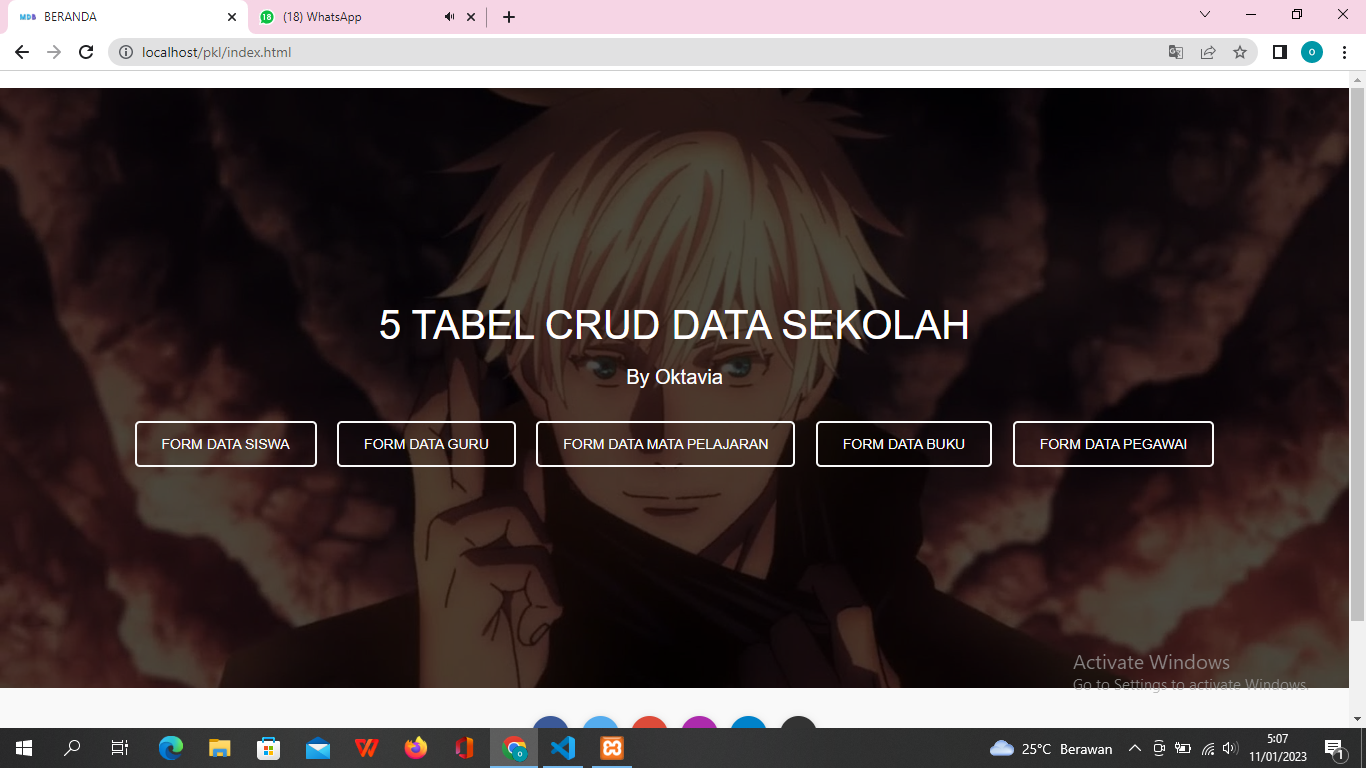 MDB BERANDA
18 (18) WhatsApp
localhost/pkl/index.html
O
5 TABEL CRUD DATA SEKOLAH
By Oktavia
FORM DATA SISWA
FORM DATA GURU
FORM DATA MATA PELAJARAN
FORM DATA BUKU
FORM DATA PEGAWAI
Activate Windows
Go to Settings to activate Windows.
25°C Berawan
5:07
11/01/2023
1